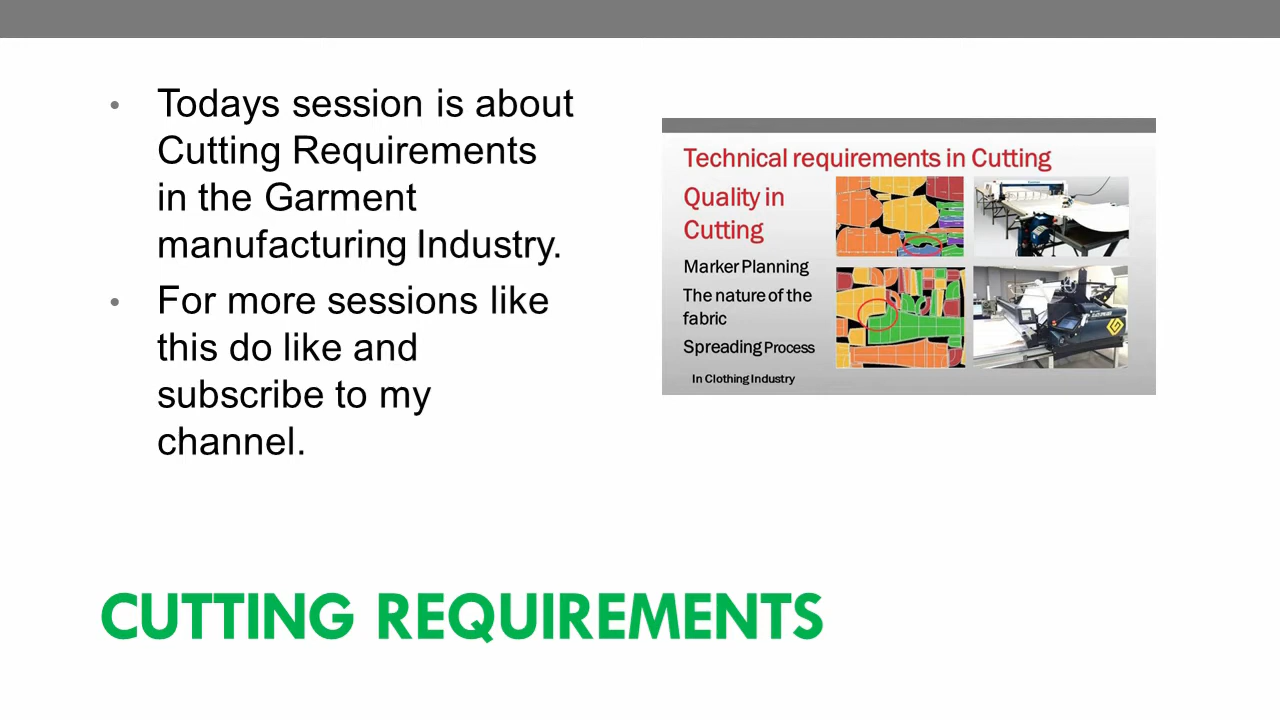 Todays session is about
Cutting Requirements
in the Garment
manufacturing Industry.
For more sessions like
this do like and
subscribe to my
channel.
Technical requirements in Cutting
Quality in
Cutting
Marker Planning
The nature of the
fabric
Spreading Process
In Clothing Industry
CUTTING REQUIREMENTS